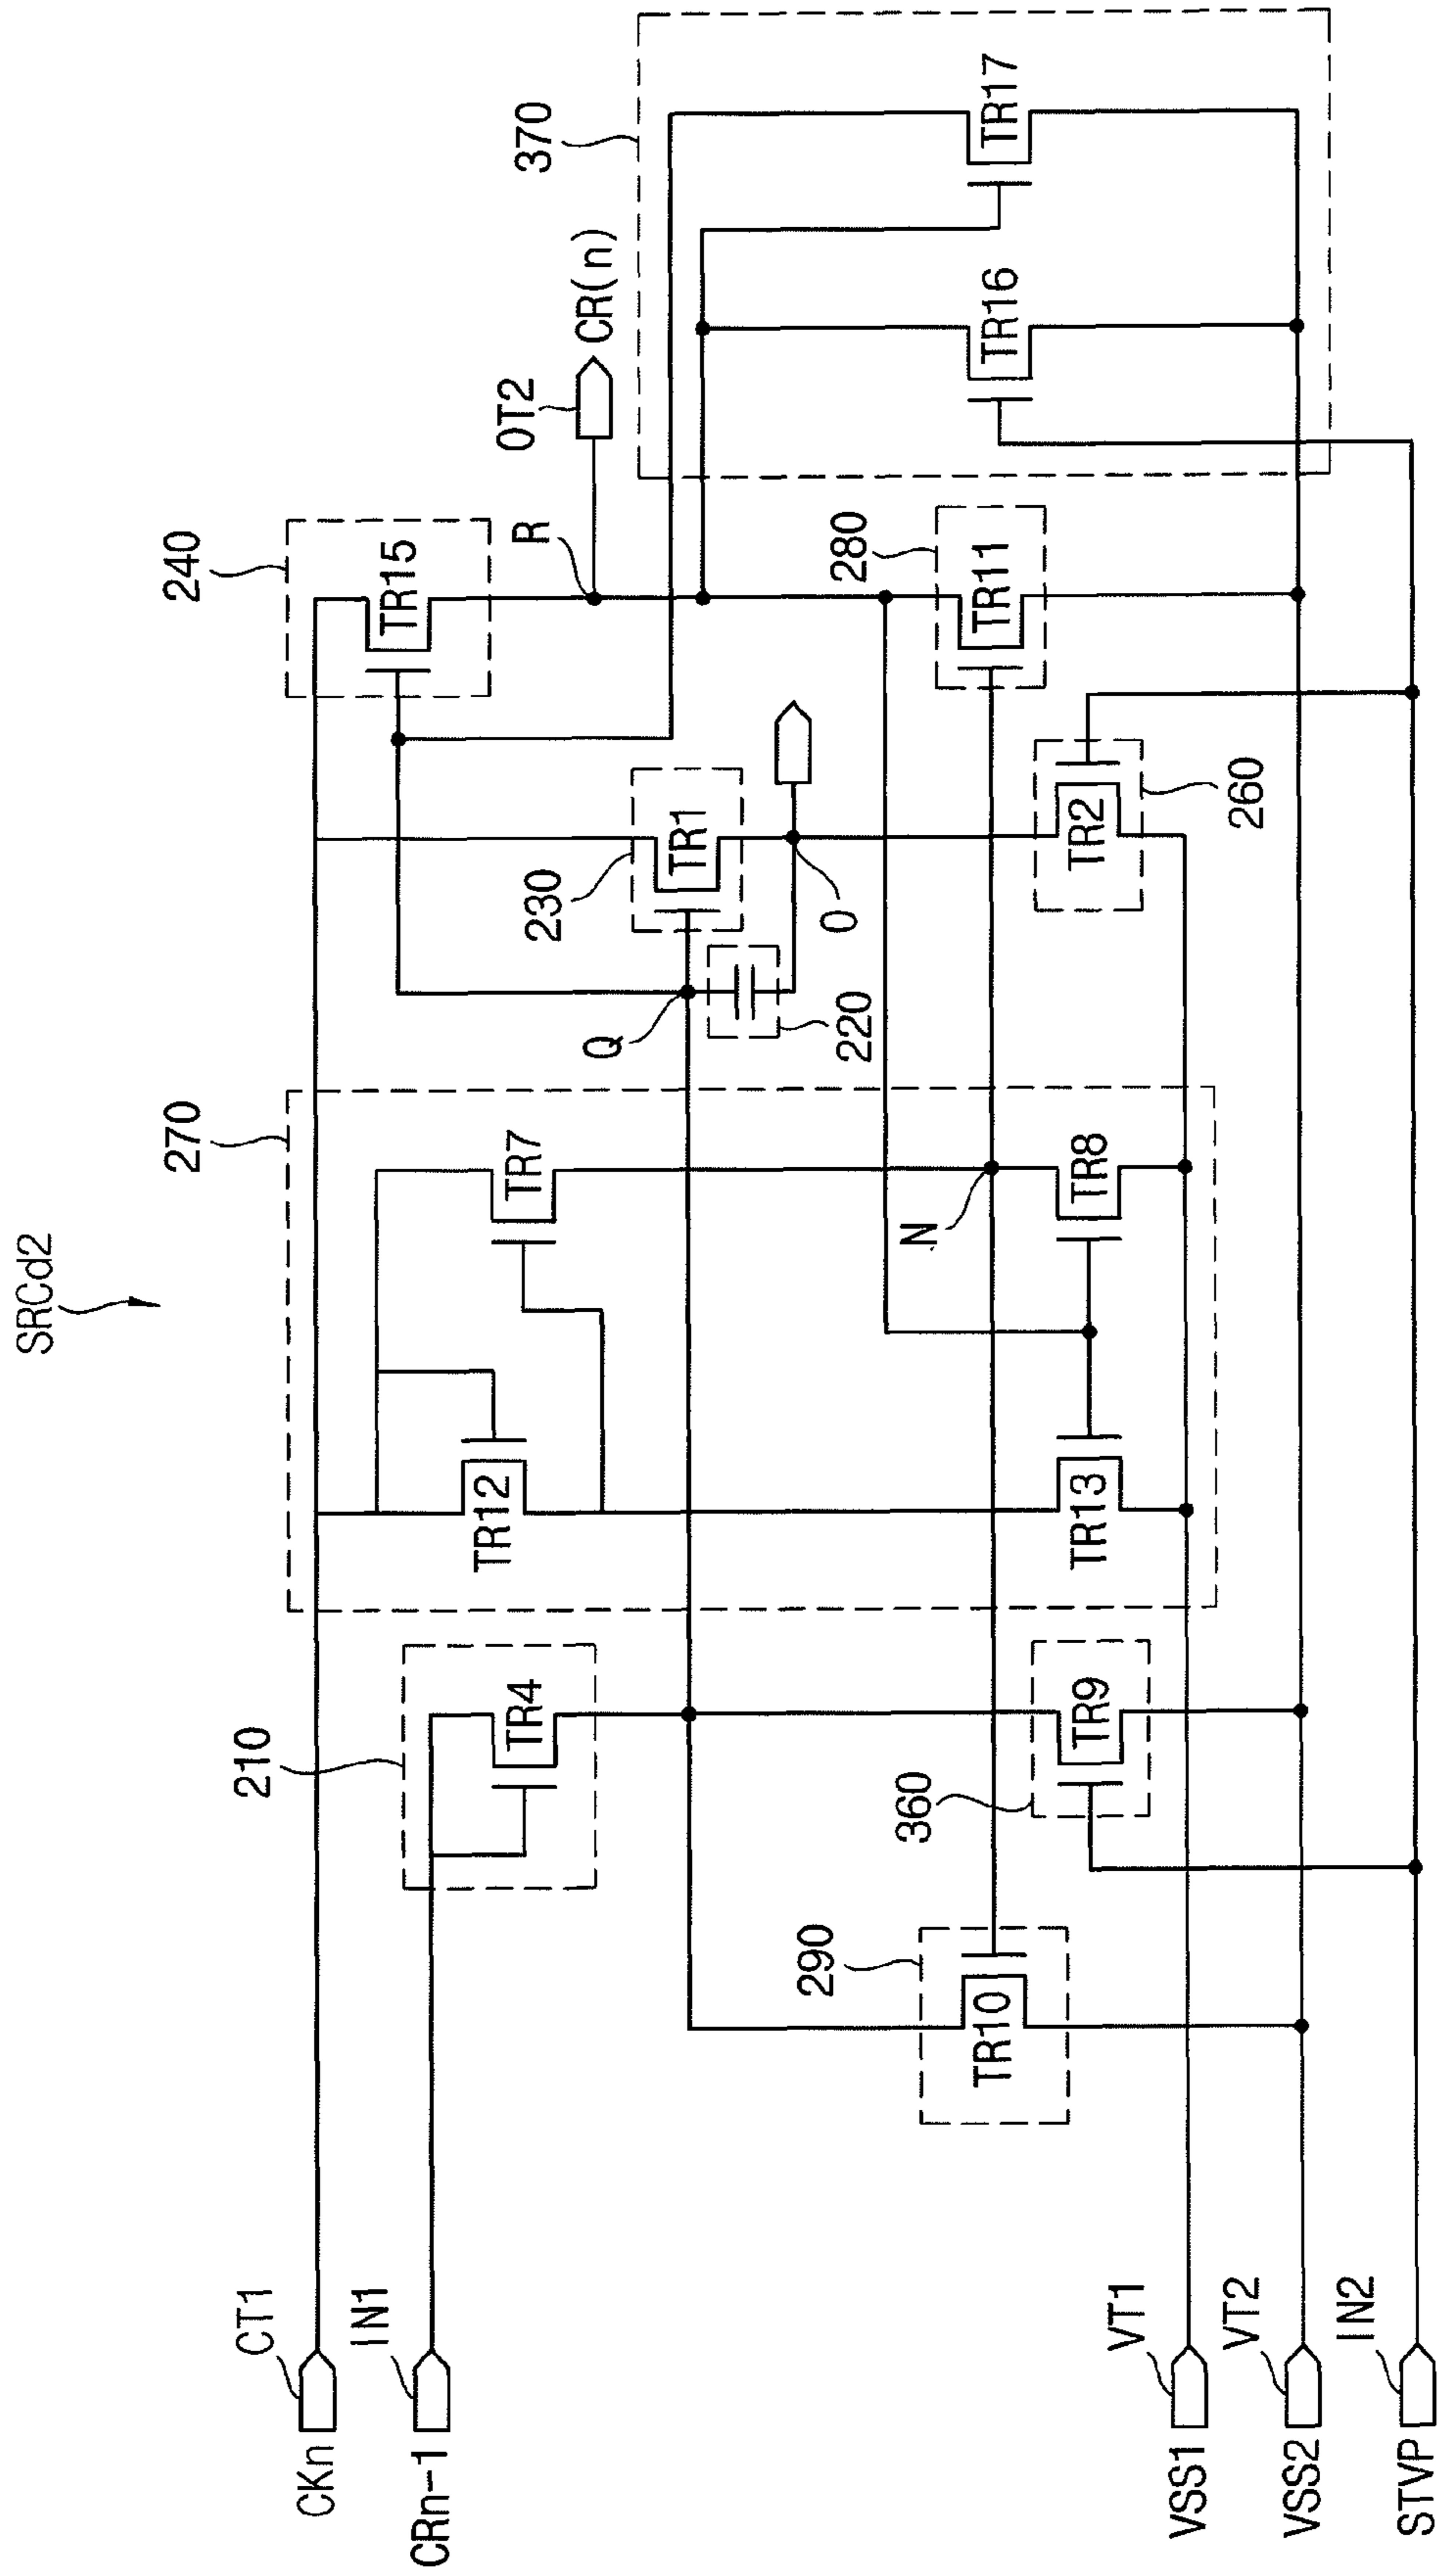 SRCd2
CKn
CT1
CRn-1
IN1
210
TR4
270
TR12
TR7
240
TR15
R
OT2
CR(n)
370
230
TR1
Q
220
O
280
TR11
TR16
TR17
290
TR10
360
TR9
TR13
TR8
N
TR2
260
VSS1
VT1
VSS2
VT2
STVP
IN2